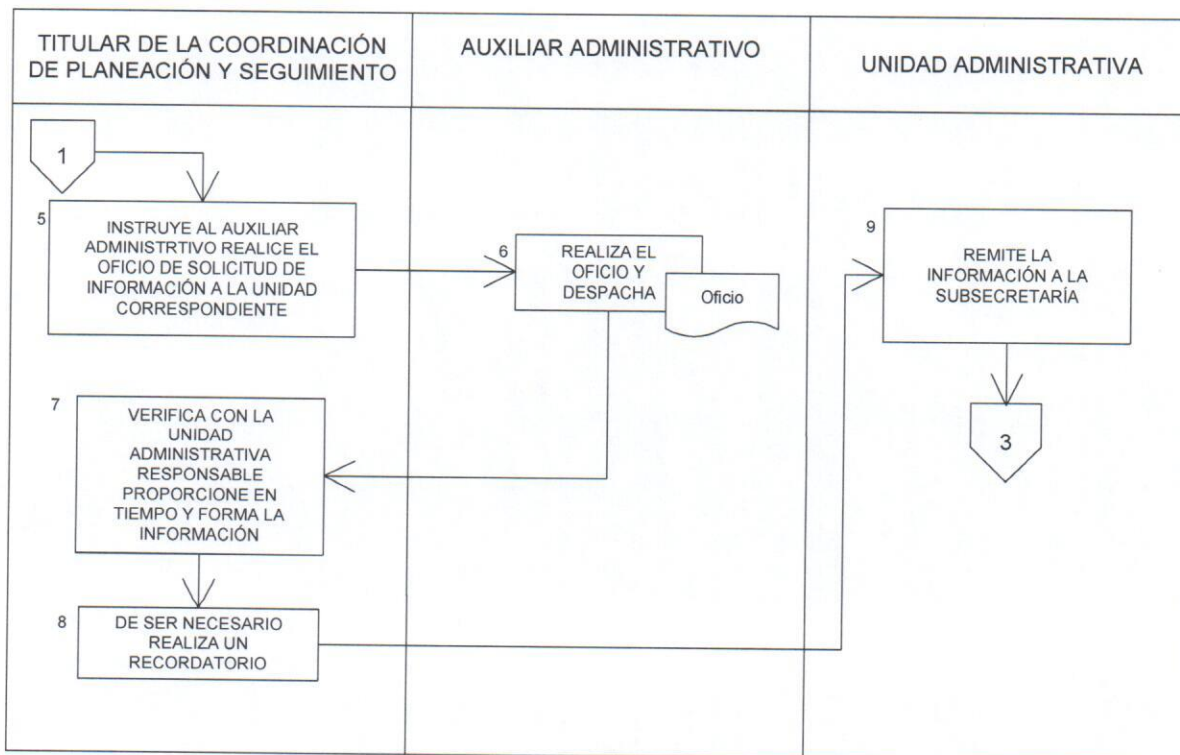 TITULAR DE LA COORDINACIÓN
DE PLANEACIÓN Y SEGUIMIENTO
AUXILIAR ADMINISTRATIVO
UNIDAD ADMINISTRATIVA
1
5
INSTRUYE AL AUXILIAR
ADMINISTRTIVO REALICE EL
OFICIO DE SOLICITUD DE
INFORMACIÓN A LA UNIDAD
CORRESPONDIENTE
6
REALIZA EL
OFICIO Y
DESPACHA
Oficio
9
REMITE LA
INFORMACIÓN A LA
SUBSECRETARÍA
3
7
VERIFICA CON LA
UNIDAD
ADMINISTRATIVA
RESPONSABLE
PROPORCIONE EN
TIEMPO Y FORMA LA
INFORMACIÓN
8
DE SER NECESARIO
REALIZA UN
RECORDATORIO